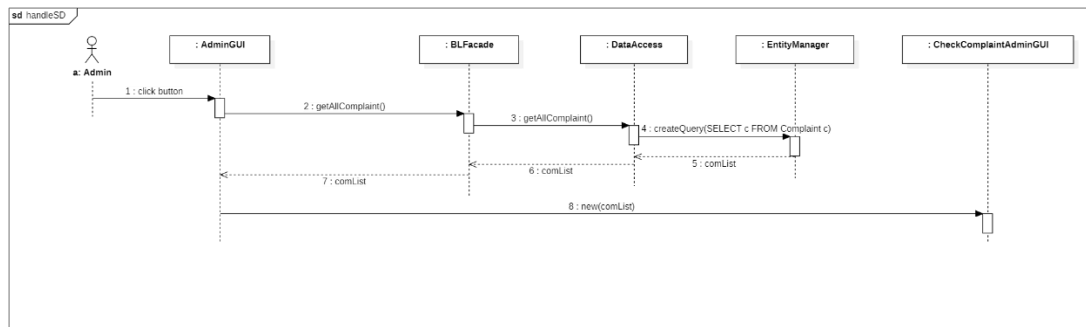 sd handleSD
: AdminGUI
: BLFacade
: DataAccess
: EntityManager
: CheckComplaintAdminGUI
a: Admin
1 : click button
2 : getAllComplaint()
3 : getAllComplaint()
4 : createQuery(SELECT c FROM Complaint c)
5 : comList
6 : comList
7 : comList
8 : new(comList)